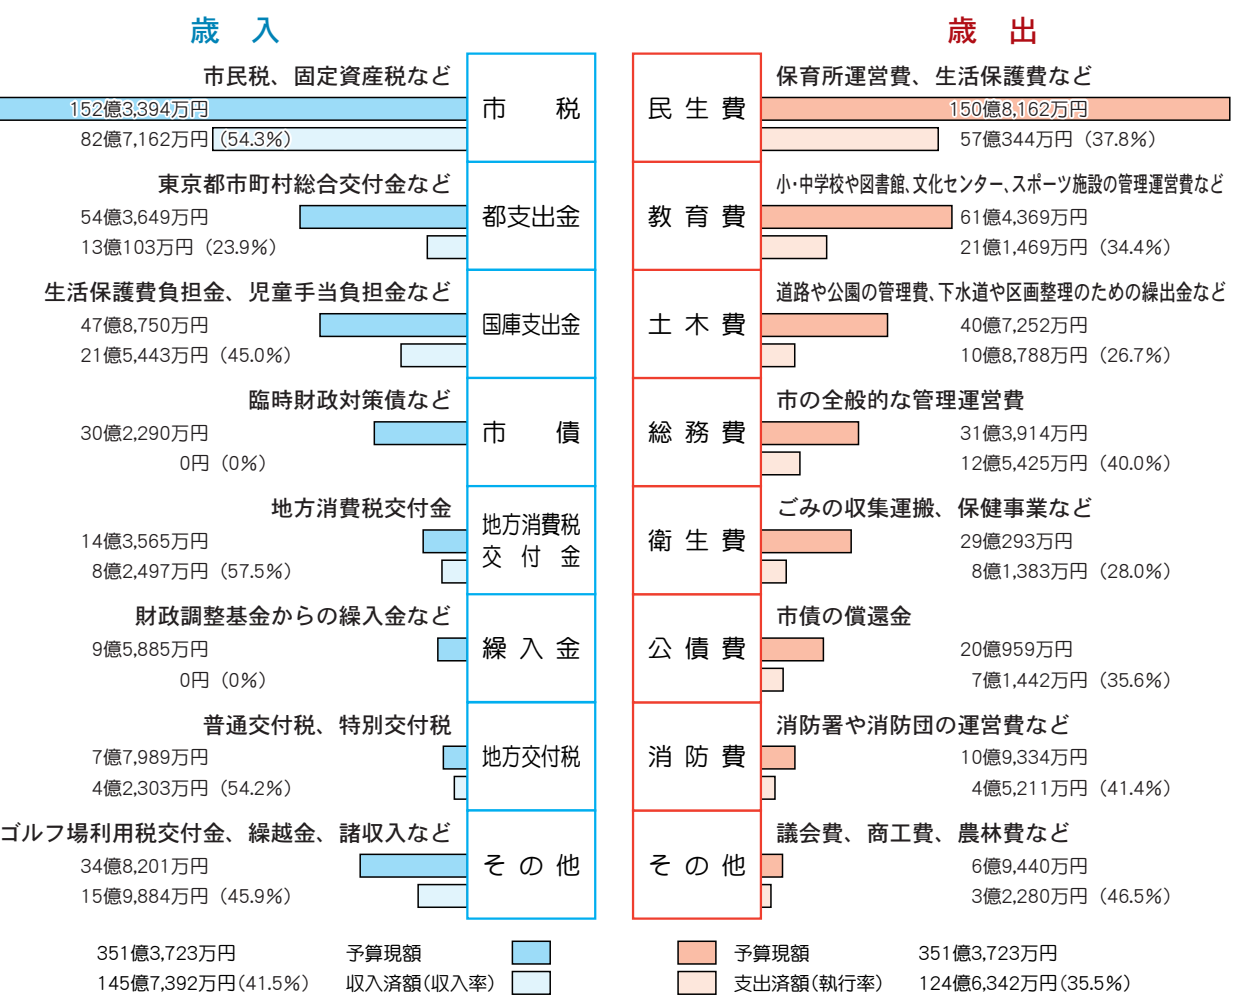 歳 入
市民税、固定資産税など
市 税
152億3,394万円
82億7,162万円 (54.3%)
東京都市町村総合交付金など
都支出金
54億3,649万円
13億103万円 (23.9%)
生活保護費負担金、児童手当負担金など
国庫支出金
47億8,750万円
21億5,443万円 (45.0%)
臨時財政対策債など
市 債
30億2,290万円
0円 (0%)
地方消費税交付金
地方消費税
交 付 金
14億3,565万円
8億2,497万円 (57.5%)
財政調整基金からの繰入金など
繰 入 金
9億5,885万円
0円 (0%)
普通交付税、特別交付税
地方交付税
7億7,989万円
4億2,303万円 (54.2%)
ゴルフ場利用税交付金、繰越金、諸収入など
そ の 他
34億8,201万円
15億9,884万円 (45.9%)
351億3,723万円 予算現額
145億7,392万円(41.5%) 収入済額(収入率)
歳 出
保育所運営費、生活保護費など
民 生 費
150億8,162万円
57億344万円 (37.8%)
小・中学校や図書館、文化センター、スポーツ施設の管理運営費など
教 育 費
61億4,369万円
21億1,469万円 (34.4%)
道路や公園の管理費、下水道や区画整理のための繰出金など
土 木 費
40億7,252万円
10億8,788万円 (26.7%)
市の全般的な管理運営費
総 務 費
31億3,914万円
12億5,425万円 (40.0%)
ごみの収集運搬、保健事業など
衛 生 費
29億293万円
8億1,383万円 (28.0%)
市債の償還金
公 債 費
20億959万円
7億1,442万円 (35.6%)
消防署や消防団の運営費など
消 防 費
10億9,334万円
4億5,211万円 (41.4%)
議会費、商工費、農林費など
そ の 他
6億9,440万円
3億2,280万円 (46.5%)
予算現額 351億3,723万円
支出済額(執行率) 124億6,342万円(35.5%)